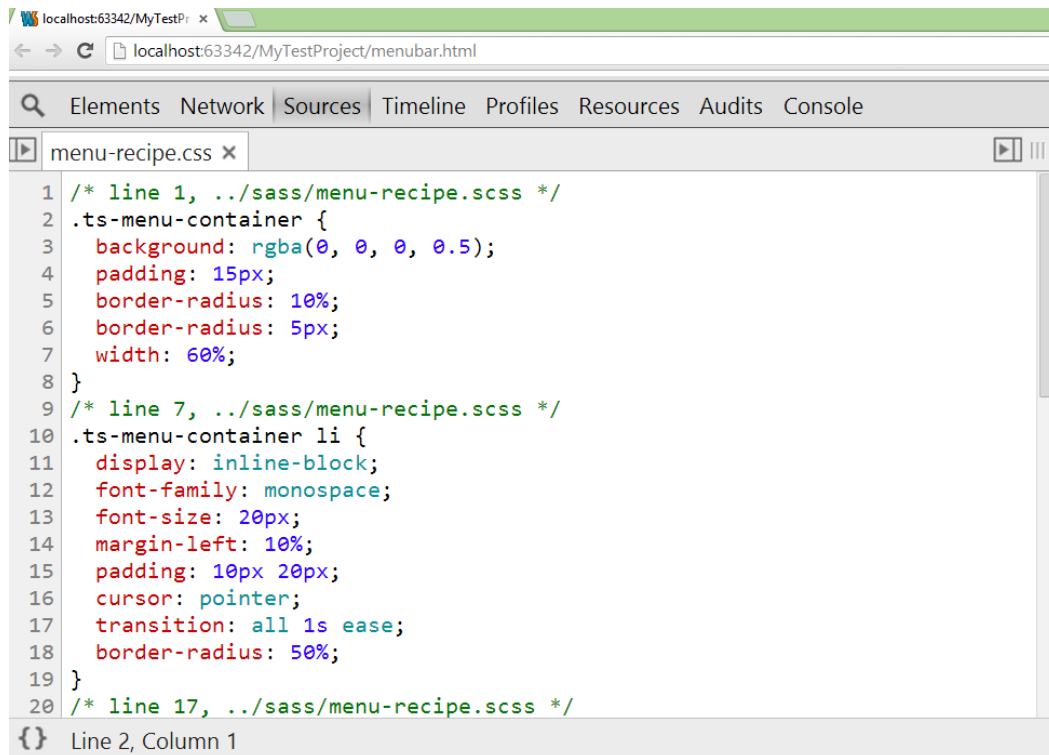 localhost:63342/MyTestPr ×
localhost:63342/MyTestProject/menubar.html
Elements Network Sources Timeline Profiles Resources Audits Console
menu-recipe.css ×
1 /* line 1, ../sass/menu-recipe.scss */
2 .ts-menu-container {
3   background: rgba(0, 0, 0, 0.5);
4   padding: 15px;
5   border-radius: 10%;
6   border-radius: 5px;
7   width: 60%;
8 }
9 /* line 7, ../sass/menu-recipe.scss */
10 .ts-menu-container li {
11   display: inline-block;
12   font-family: monospace;
13   font-size: 20px;
14   margin-left: 10%;
15   padding: 10px 20px;
16   cursor: pointer;
17   transition: all 1s ease;
18   border-radius: 50%;
19 }
20 /* line 17, ../sass/menu-recipe.scss */
{} Line 2, Column 1